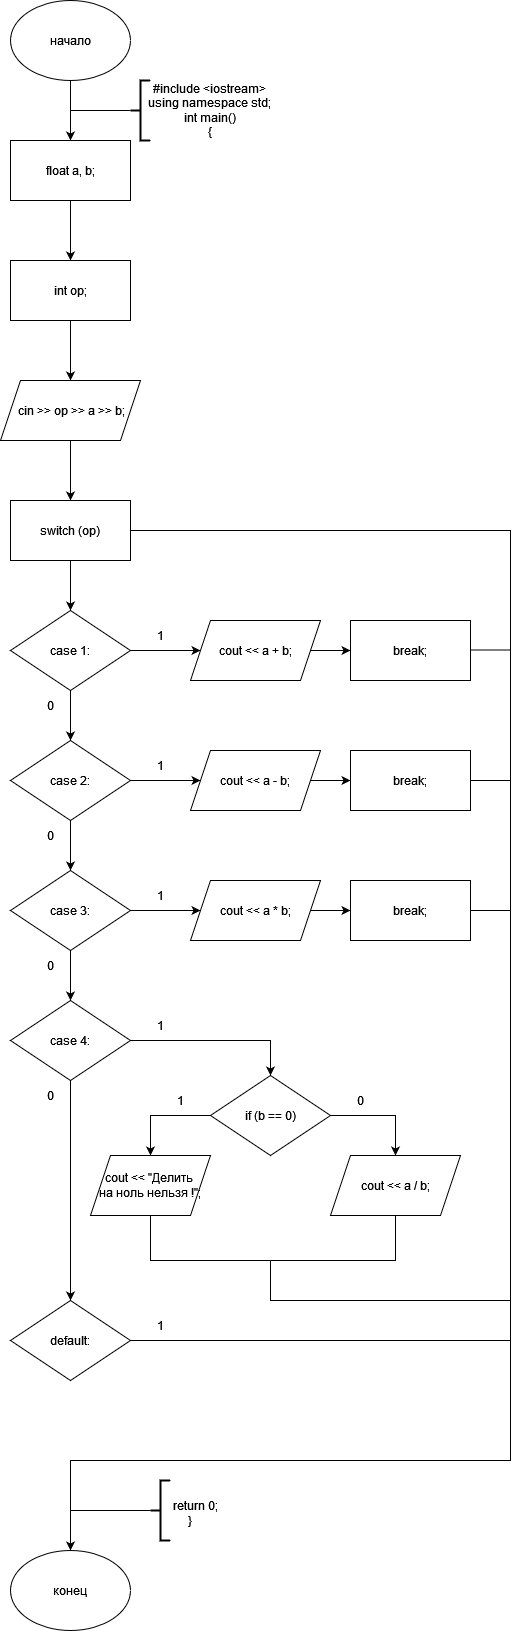 начало
#include <iostream>
using namespace std;
int main()
{
float a, b;
int op;
cin >> op >> a >> b;
switch (op)
case 1:
1
cout << a + b;
break;
0
case 2:
1
cout << a - b;
break;
0
case 3:
1
cout << a * b;
break;
0
case 4:
1
0
if (b == 0)
1
0
cout << "Делить
на ноль нельзя !";
cout << a / b;
default:
1
return 0;
}
конец